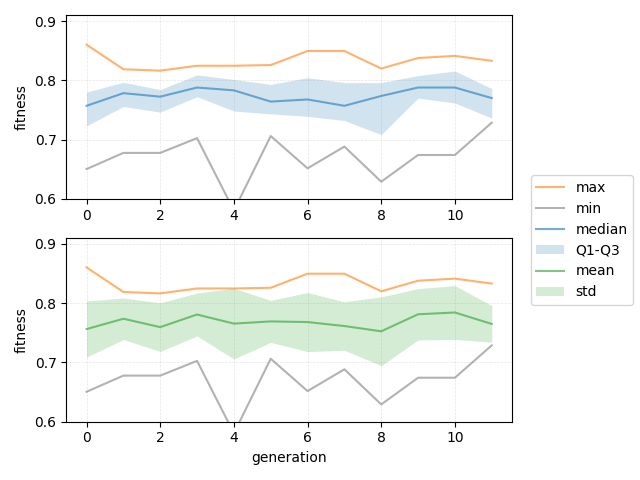 0.9
0.8
0.7
0.6
fitness
0 2 4 6 8 10
0.9
0.8
0.7
0.6
fitness
0 2 4 6 8 10
generation
max
min
median
Q1-Q3
mean
std